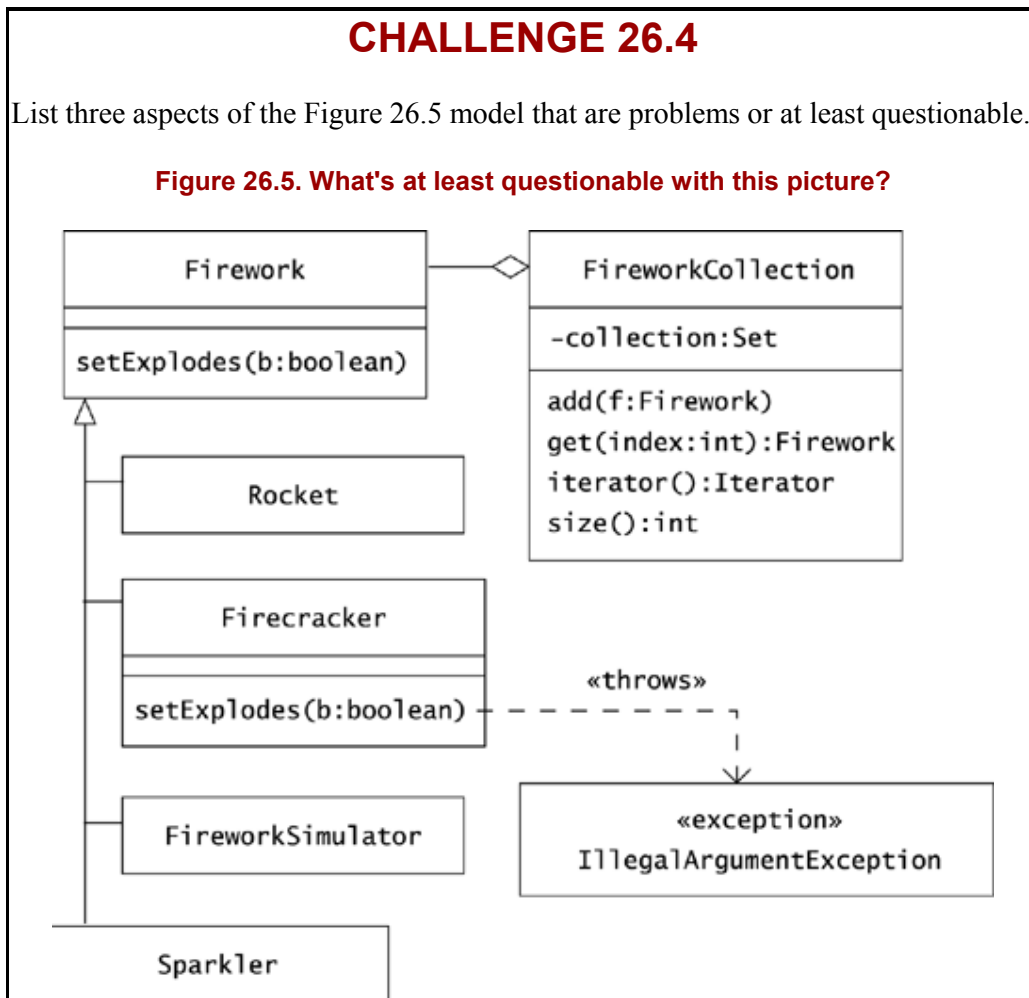 CHALLENGE 26.4
List three aspects of the Figure 26.5 model that are problems or at least questionable.
Figure 26.5. What's at least questionable with this picture?
Firework
setExplodes(b:boolean)
FireworkCollection
-collection:Set
add(f:Firework)
get(index:int):Firework
iterator():Iterator
size():int
Rocket
Firecracker
setExplodes(b:boolean)
«throws»
FireworkSimulator
«exception»
IllegalArgumentException
Sparkler